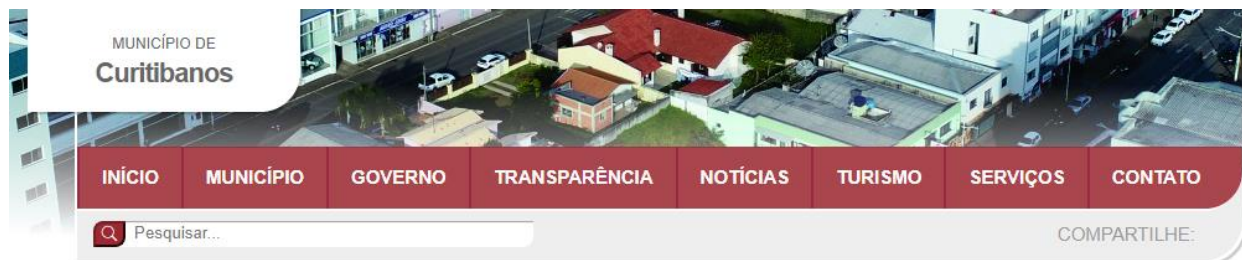 MUNICÍPIO DE
Curitibanos
INÍCIO MUNICÍPIO GOVERNO TRANSPARÊNCIA NOTÍCIAS TURISMO SERVIÇOS CONTATO
Pesquisar... COMPARTILHE: